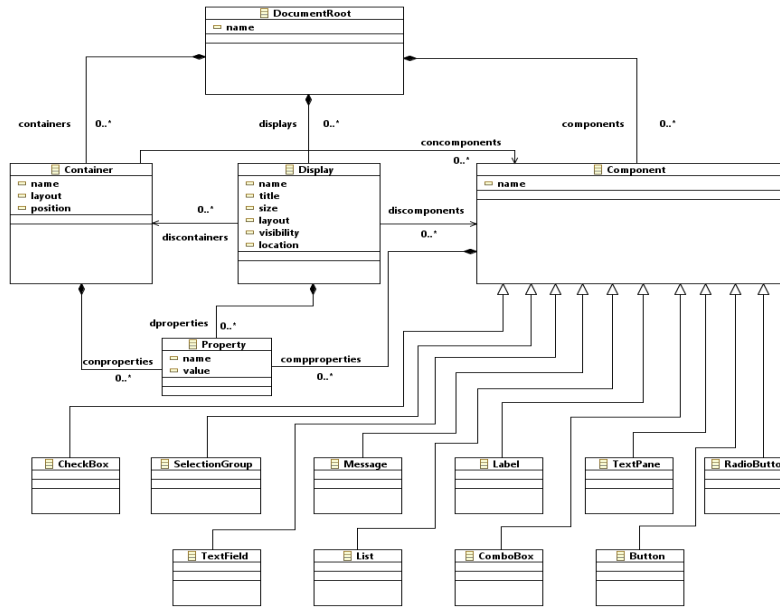 DocumentRoot
name
containers
0..*
displays
0..*
components
0..*
concomponents
0..*
Container
name
layout
position
Display
name
title
size
layout
visibility
location
Component
name
0..*
discontainers
discomponents
0..*
dproperties
0..*
Property
name
value
conproperties
0..*
compproperties
0..*
CheckBox
SelectionGroup
Message
Label
TextPane
RadioButto
TextField
List
ComboBox
Button